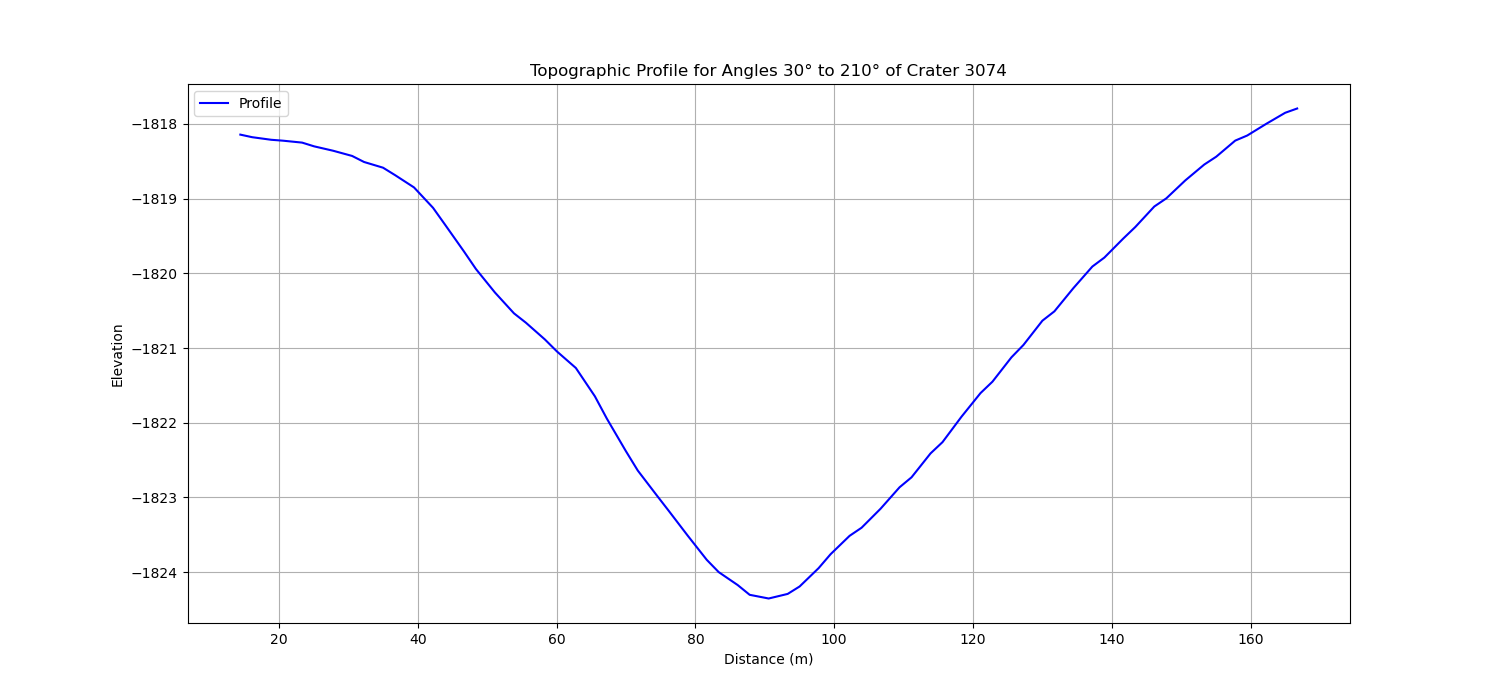 Topographic Profile for Angles 30° to 210° of Crater 3074
Profile
−1818
−1819
−1820
−1821
−1822
−1823
−1824
Elevation
20 40 60 80 100 120 140 160
Distance (m)